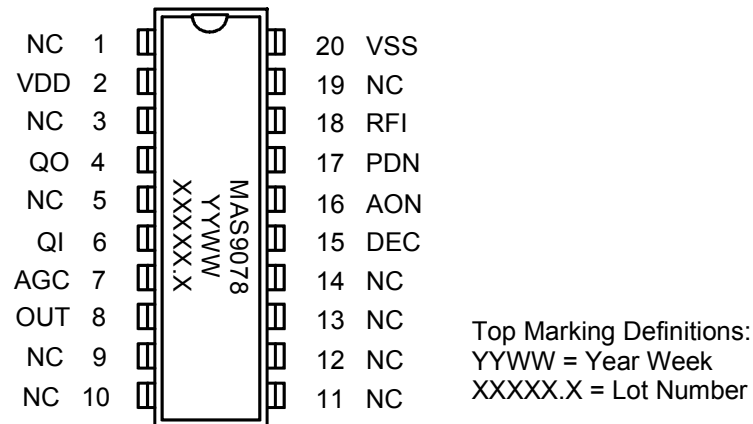 NC 1
VDD 2
NC 3
QO 4
NC 5
QI 6
AGC 7
OUT 8
NC 9
NC 10
MAS9078
YYWW
XXXXX.X
20 VSS
19 NC
18 RFI
17 PDN
16 AON
15 DEC
14 NC
13 NC
12 NC
11 NC
Top Marking Definitions:
YYWW = Year Week
XXXXX.X = Lot Number